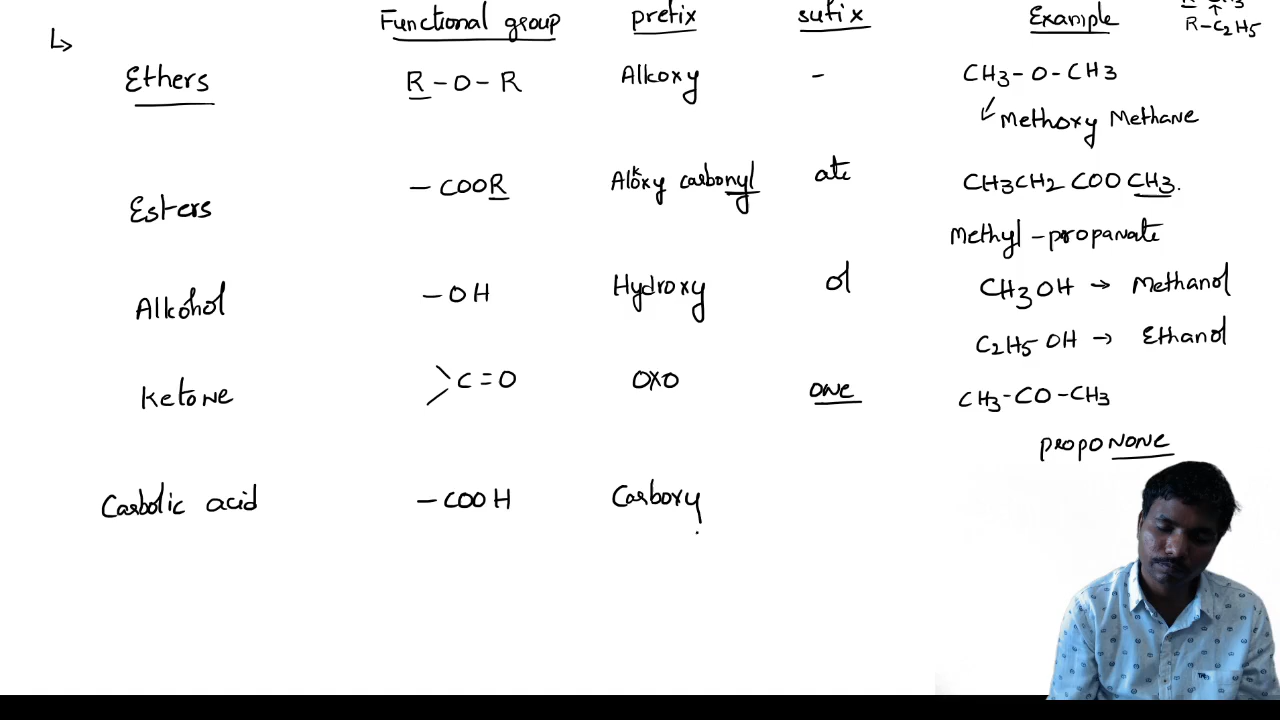 Functional group prefix sufix Example
R-C2H5
↳
Ethers R-O-R Alkoxy - CH3-O-CH3
Methoxy Methane
Esters -COOR Alkoxy carbonyl ate CH3CH2 COO CH3.
Methyl-propanate
Alkohol -OH Hydroxy ol CH3OH → Methanol
C2H5OH → Ethanol
Ketone >C=O OXO one CH3-CO-CH3
propoNONE
Carbolic acid -COOH Carboxy